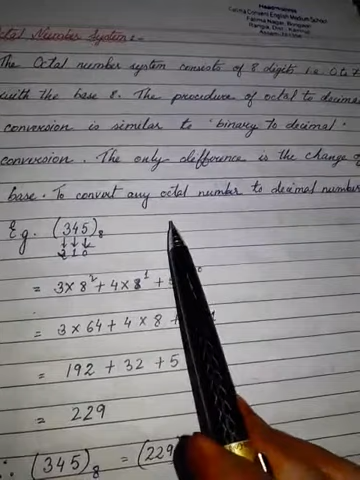 Octal Number System :-
The Octal number system consists of 8 digits i.e 0 to 7
with the base 8. The procedure of octal to decimal
conversion is similar to "binary to decimal"
conversion. The only difference is the change of
base. To convert any octal number to decimal number
Eg. (345)₈
2 1 0
= 3 × 8² + 4 × 8¹ +
= 3 × 64 + 4 × 8 +
= 192 + 32 + 5
= 229
∴ (345)₈ = (229